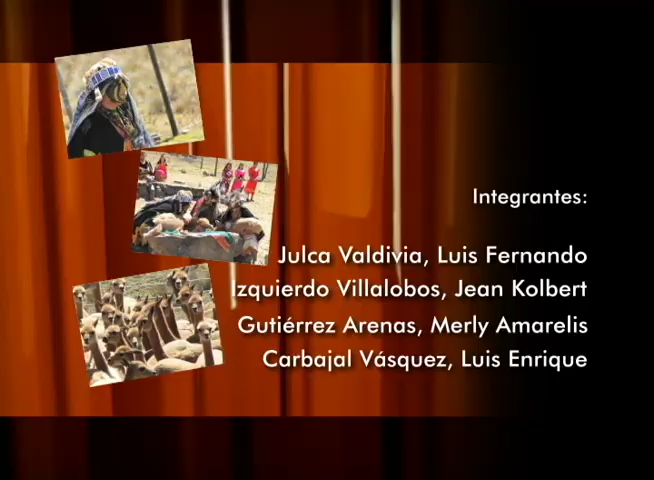 Integrantes:
Julca Valdivia, Luis Fernando
Izquierdo Villalobos, Jean Kolbert
Gutiérrez Arenas, Merly Amarelis
Carbajal Vásquez, Luis Enrique